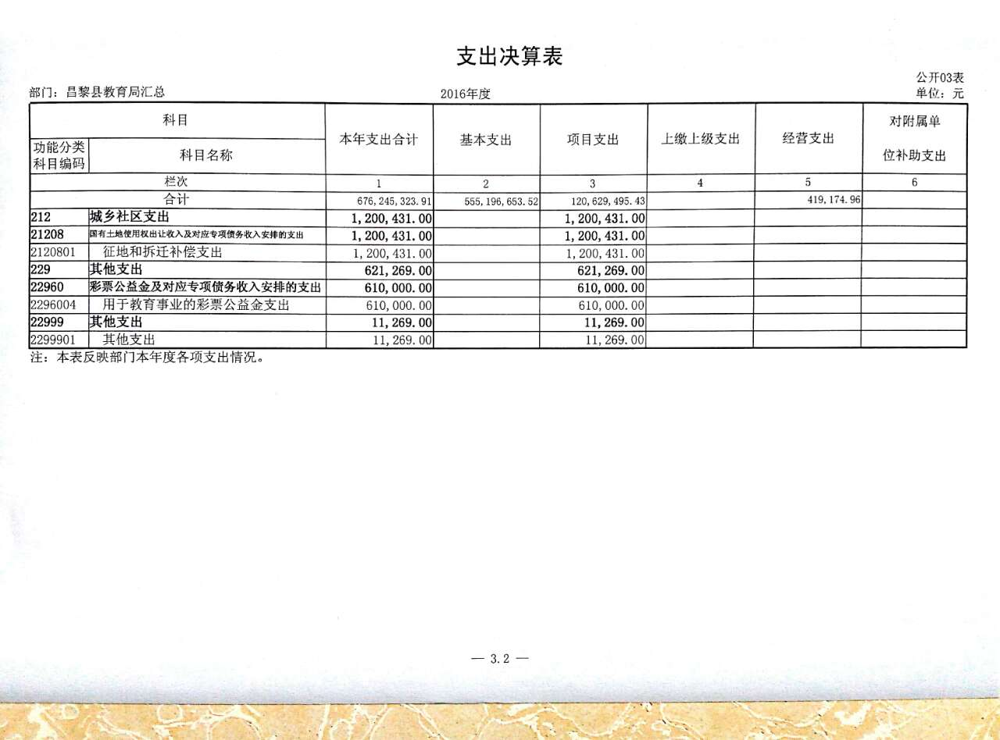 支出决算表
公开03表
部门：昌黎县教育局汇总 2016年度 单位：元
科目 本年支出合计 基本支出 项目支出 上缴上级支出 经营支出 对附属单位补助支出
功能分类科目编码 科目名称
栏次 1 2 3 4 5 6
合计 676,245,323.91 555,196,653.52 120,629,495.43 419,174.96
212 城乡社区支出 1,200,431.00 1,200,431.00
21208 国有土地使用权出让收入及对应专项债务收入安排的支出 1,200,431.00 1,200,431.00
2120801 征地和拆迁补偿支出 1,200,431.00 1,200,431.00
229 其他支出 621,269.00 621,269.00
22960 彩票公益金及对应专项债务收入安排的支出 610,000.00 610,000.00
2296004 用于教育事业的彩票公益金支出 610,000.00 610,000.00
22999 其他支出 11,269.00 11,269.00
2299901 其他支出 11,269.00 11,269.00
注：本表反映部门本年度各项支出情况。
— 3.2 —